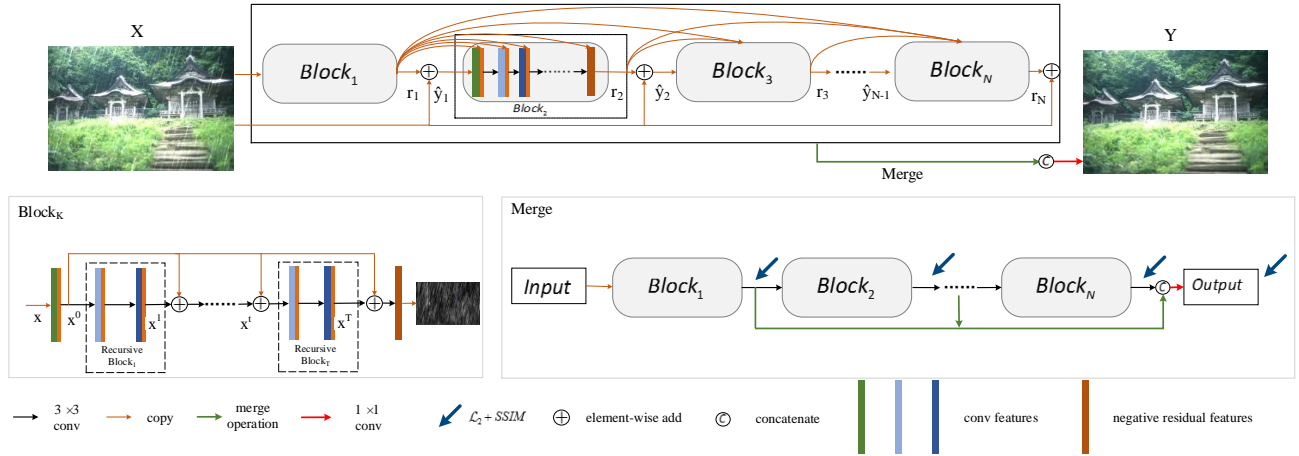 X
Y
Block₁
r₁
ŷ₁
Block₂
r₂
ŷ₂
Block₃
r₃
ŷN-1
BlockN
rN
C
Merge
BlockK
x
x⁰
x¹
xᵗ
xᵀ
Recursive
Block₁
Recursive
BlockT
Merge
Input
Block₁
Block₂
BlockN
C
Output
3 ×3
conv
copy
merge
operation
1 ×1
conv
ℒ₂ + SSIM
element-wise add
C
concatenate
conv features
negative residual features